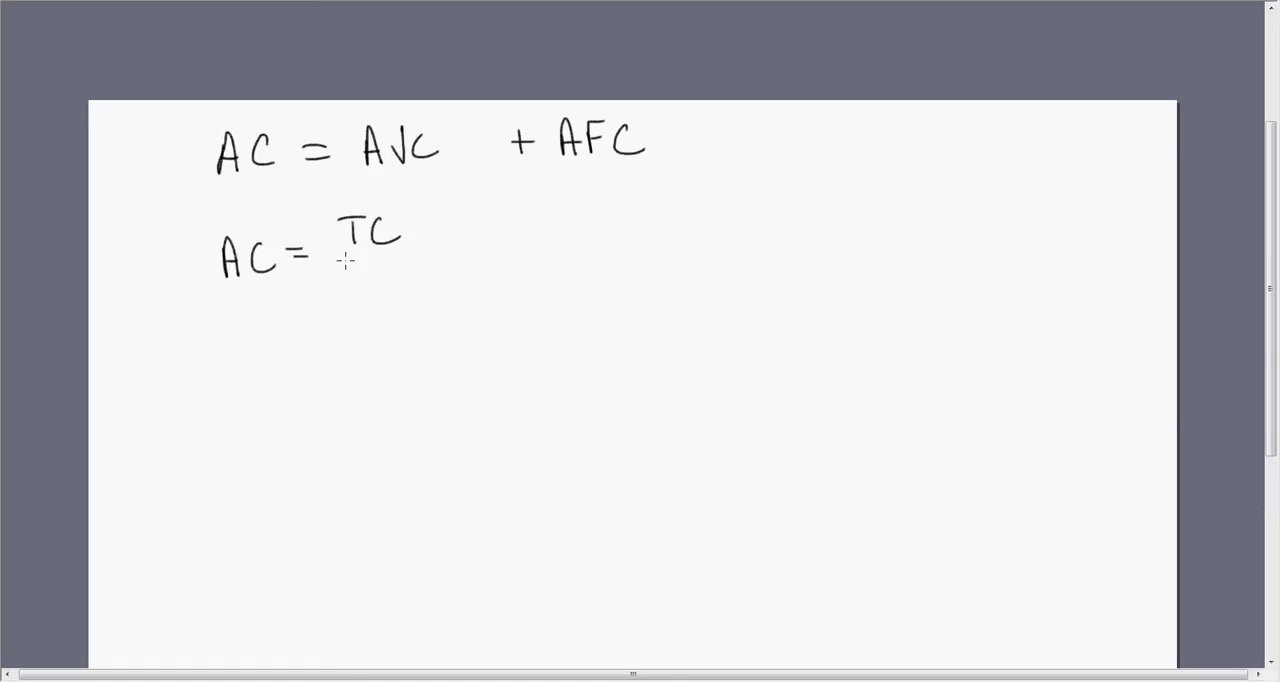 AC = AVC + AFC
AC = TC